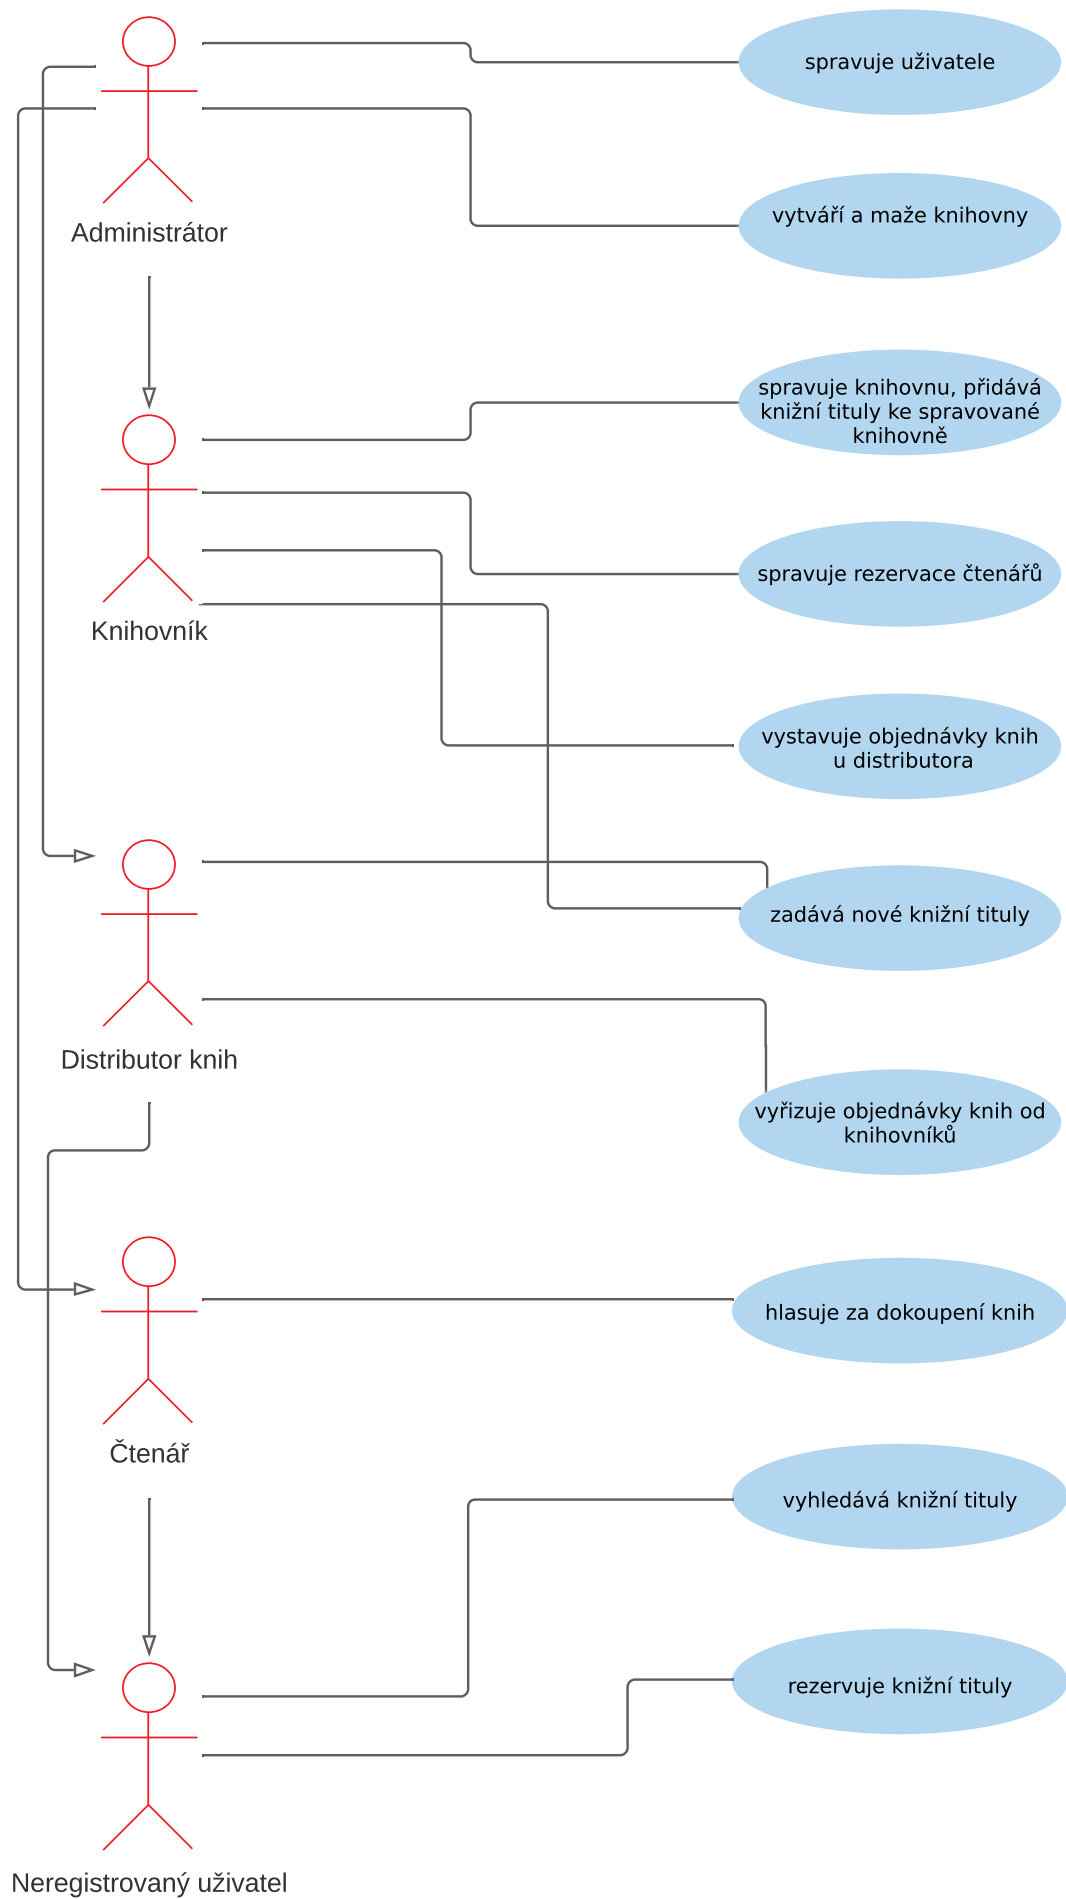 spravuje uživatele
vytváří a maže knihovny
Administrátor
spravuje knihovnu, přidává
knižní tituly ke spravované
knihovně
spravuje rezervace čtenářů
Knihovník
vystavuje objednávky knih
u distributora
zadává nové knižní tituly
Distributor knih
vyřizuje objednávky knih od
knihovníků
hlasuje za dokoupení knih
Čtenář
vyhledává knižní tituly
rezervuje knižní tituly
Neregistrovaný uživatel